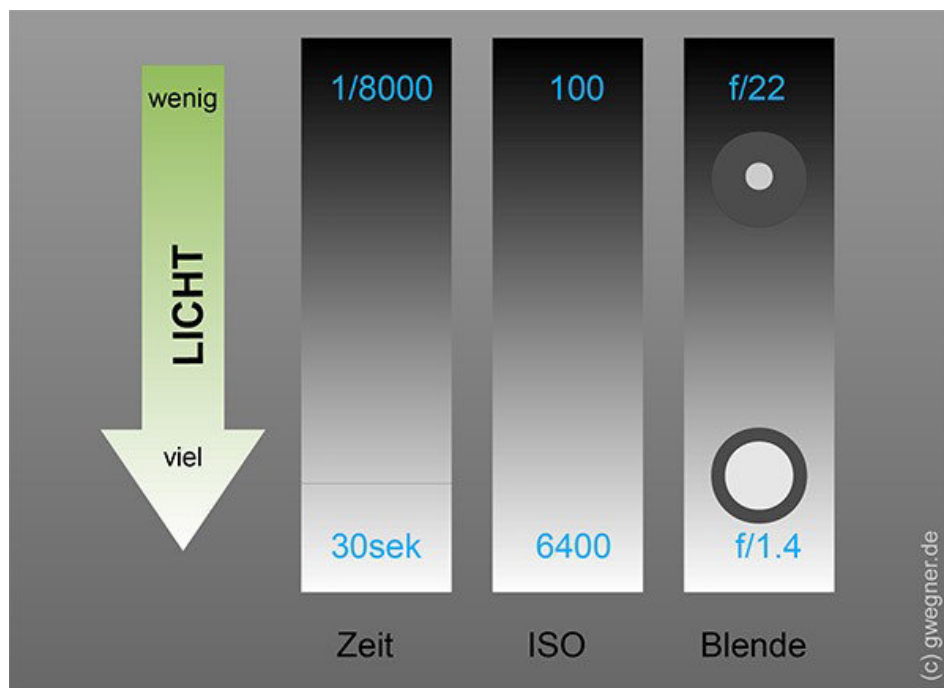 wenig
LICHT
viel
1/8000
30sek
Zeit
100
6400
ISO
f/22
f/1.4
Blende
(c) gwegner.de